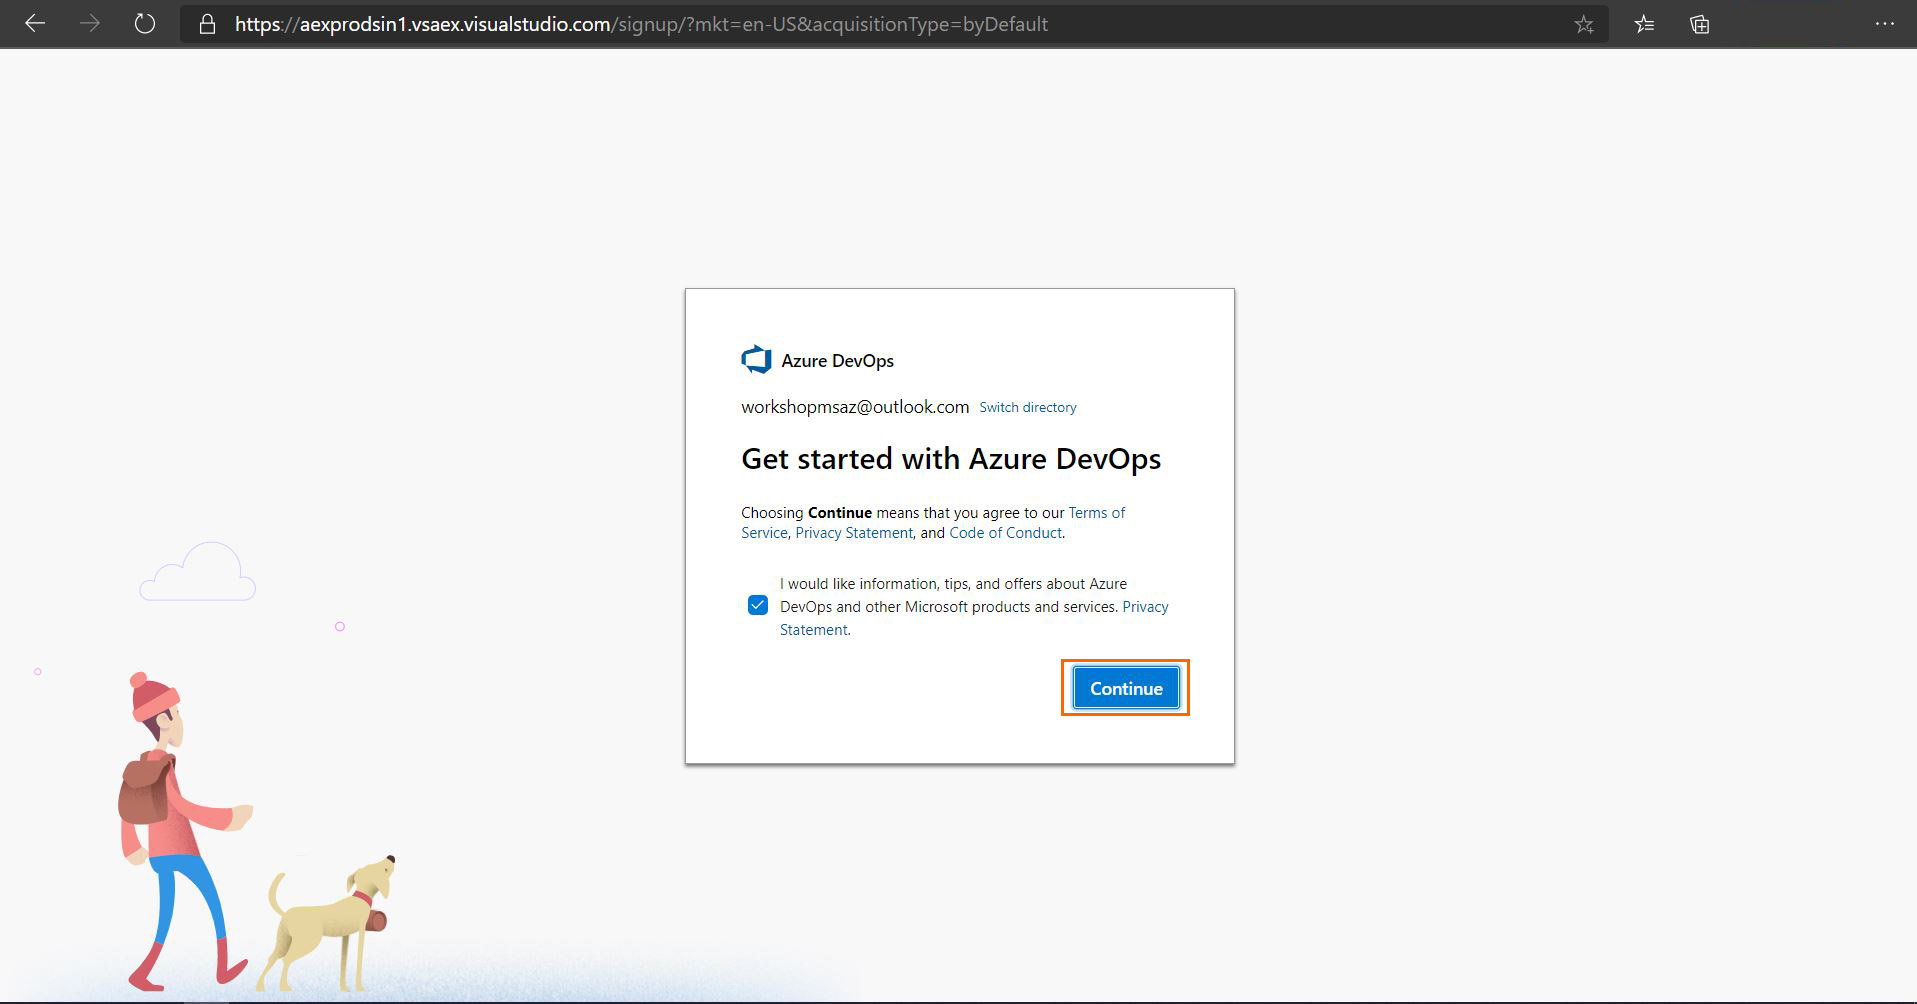 https://aexprodsin1.vsaex.visualstudio.com/signup/?mkt=en-US&acquisitionType=byDefault
Azure DevOps
workshopmsaz@outlook.com Switch directory
Get started with Azure DevOps
Choosing Continue means that you agree to our Terms of
Service, Privacy Statement, and Code of Conduct.
I would like information, tips, and offers about Azure
DevOps and other Microsoft products and services. Privacy
Statement.
Continue